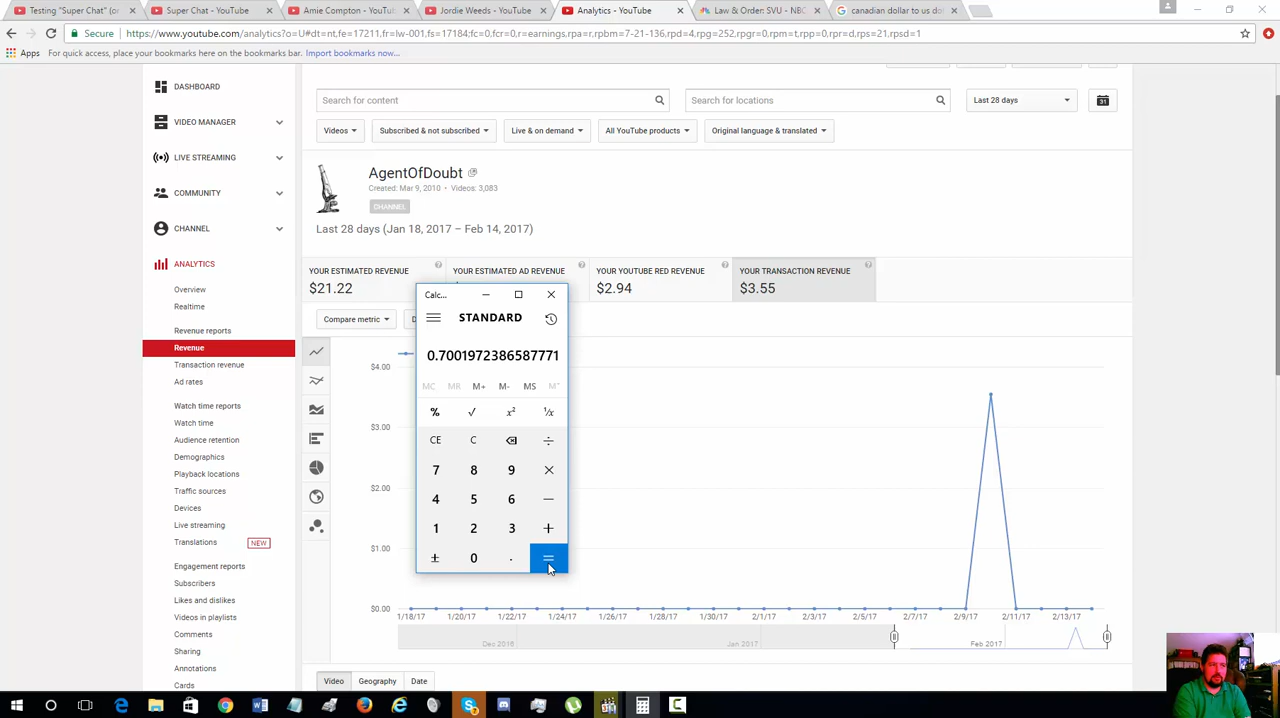 Testing "Super Chat" (or
Super Chat - YouTube
Amie Compton - YouTu
Jordie Weeds - YouTube
Analytics - YouTube
Law & Order: SVU - NBC
canadian dollar to us dol
Secure
https://www.youtube.com/analytics?o=U#dt=nt,fe=17211,fr=lw-001,fs=17184;fc=0,fcr=0,r=earnings,rpa=r,rpbm=7-21-136,rpd=4,rpg=252,rpgr=0,rpm=t,rpp=0,rpr=d,rps=21,rpsd=1
Apps
For quick access, place your bookmarks here on the bookmarks bar. Import bookmarks now...
DASHBOARD
VIDEO MANAGER
LIVE STREAMING
COMMUNITY
CHANNEL
ANALYTICS
Overview
Realtime
Revenue reports
Revenue
Transaction revenue
Ad rates
Watch time reports
Watch time
Audience retention
Demographics
Playback locations
Traffic sources
Devices
Live streaming
Translations NEW
Engagement reports
Subscribers
Likes and dislikes
Videos in playlists
Comments
Sharing
Annotations
Cards
Search for content
Search for locations
Last 28 days
31
Videos
Subscribed & not subscribed
Live & on demand
All YouTube products
Original language & translated
AgentOfDoubt
Created: Mar 9, 2010 • Videos: 3,083
CHANNEL
Last 28 days (Jan 18, 2017 – Feb 14, 2017)
YOUR ESTIMATED REVENUE ?
$21.22
YOUR ESTIMATED AD REVENUE ?
YOUR YOUTUBE RED REVENUE ?
$2.94
YOUR TRANSACTION REVENUE ?
$3.55
Compare metric
Calc...
STANDARD
0.7001972386587771
MC MR M+ M- MS M
% √ x² ¹/x
CE C ÷
7 8 9 ×
4 5 6 −
1 2 3 +
± 0 . =
$4.00
$3.00
$2.00
$1.00
$0.00
1/18/17 1/20/17 1/22/17 1/24/17 1/26/17 1/28/17 1/30/17 2/1/17 2/3/17 2/5/17 2/7/17 2/9/17 2/11/17 2/13/17
Dec 2016
Jan 2017
Feb 2017
Video
Geography
Date